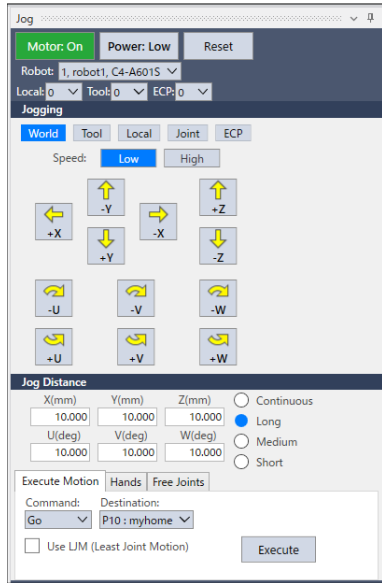 Jog
Motor: On Power: Low Reset
Robot: 1, robot1, C4-A601S
Local: 0 Tool: 0 ECP: 0
Jogging
World Tool Local Joint ECP
Speed: Low High
+X -Y -X +Z
+Y -Z
-U -V -W
+U +V +W
Jog Distance
X(mm) Y(mm) Z(mm) Continuous
10.000 10.000 10.000 Long
U(deg) V(deg) W(deg) Medium
10.000 10.000 10.000 Short
Execute Motion Hands Free Joints
Command: Destination:
Go P10 : myhome
Use LJM (Least Joint Motion) Execute